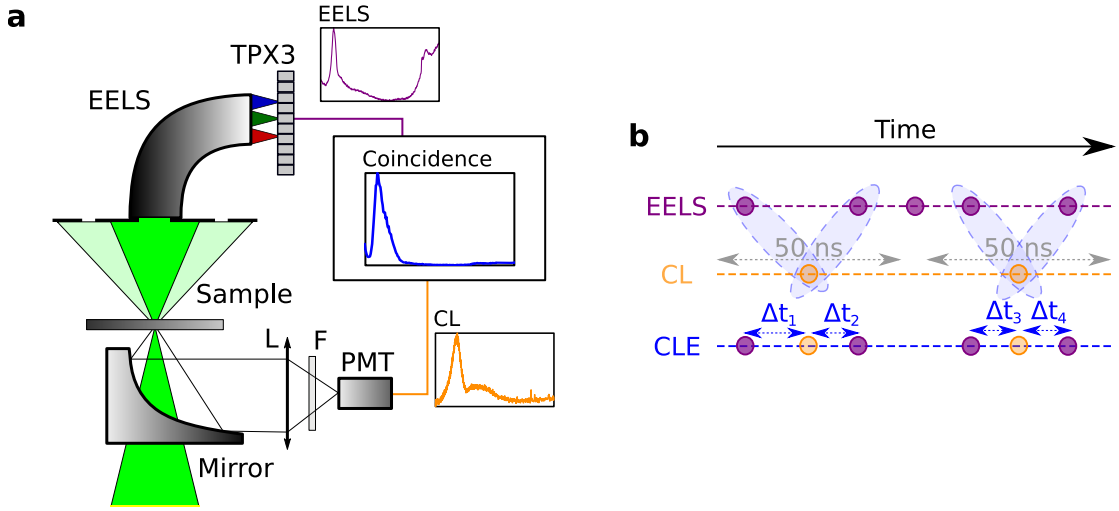 a
EELS
TPX3
EELS
Coincidence
Sample
CL
L
F
PMT
Mirror
b
Time
EELS
50 ns
50 ns
CL
Δt₁
Δt₂
Δt₃
Δt₄
CLE